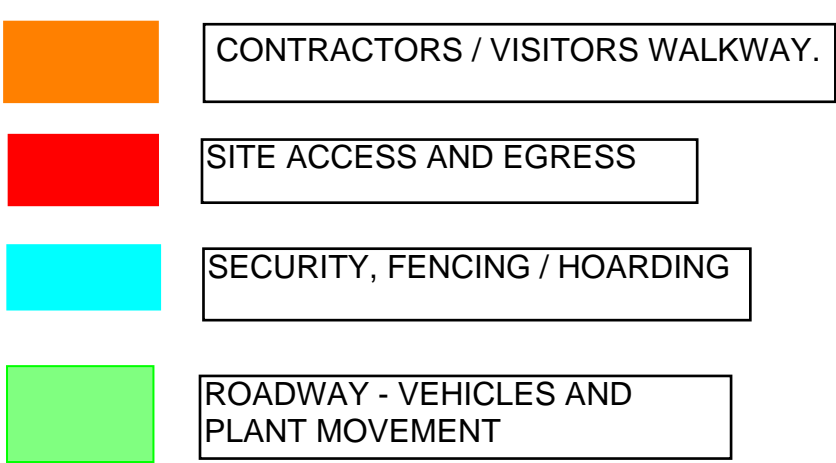 CONTRACTORS / VISITORS WALKWAY.
SITE ACCESS AND EGRESS
SECURITY, FENCING / HOARDING
ROADWAY - VEHICLES AND
PLANT MOVEMENT